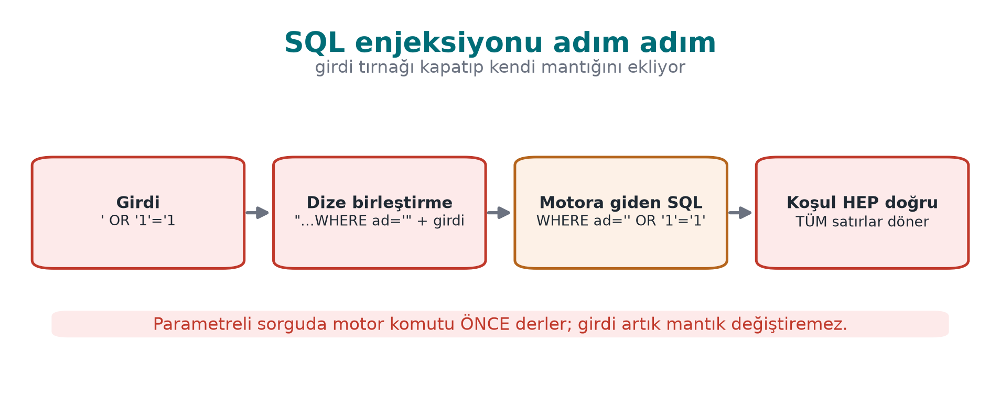 SQL enjeksiyonu adım adım
girdi tırnağı kapatıp kendi mantığını ekliyor
Girdi
' OR '1'='1
Dize birleştirme
"…WHERE ad='" + girdi
Motora giden SQL
WHERE ad='' OR '1'='1'
Koşul HEP doğru
TÜM satırlar döner
Parametreli sorguda motor komutu ÖNCE derler; girdi artık mantık değiştiremez.